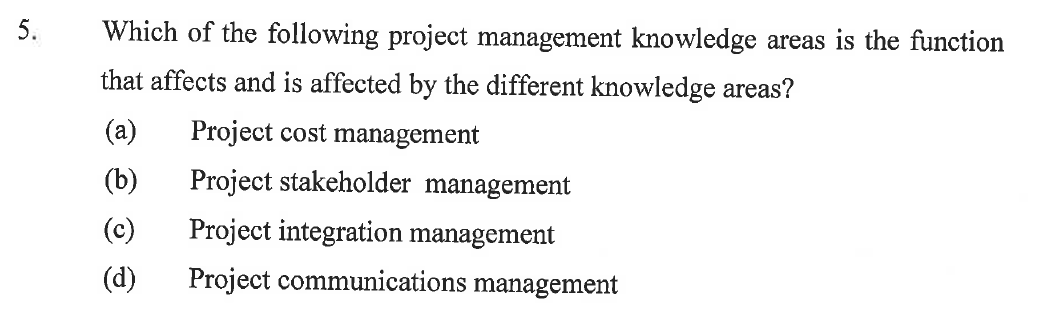 5. Which of the following project management knowledge areas is the function
that affects and is affected by the different knowledge areas?
(a) Project cost management
(b) Project stakeholder management
(c) Project integration management
(d) Project communications management